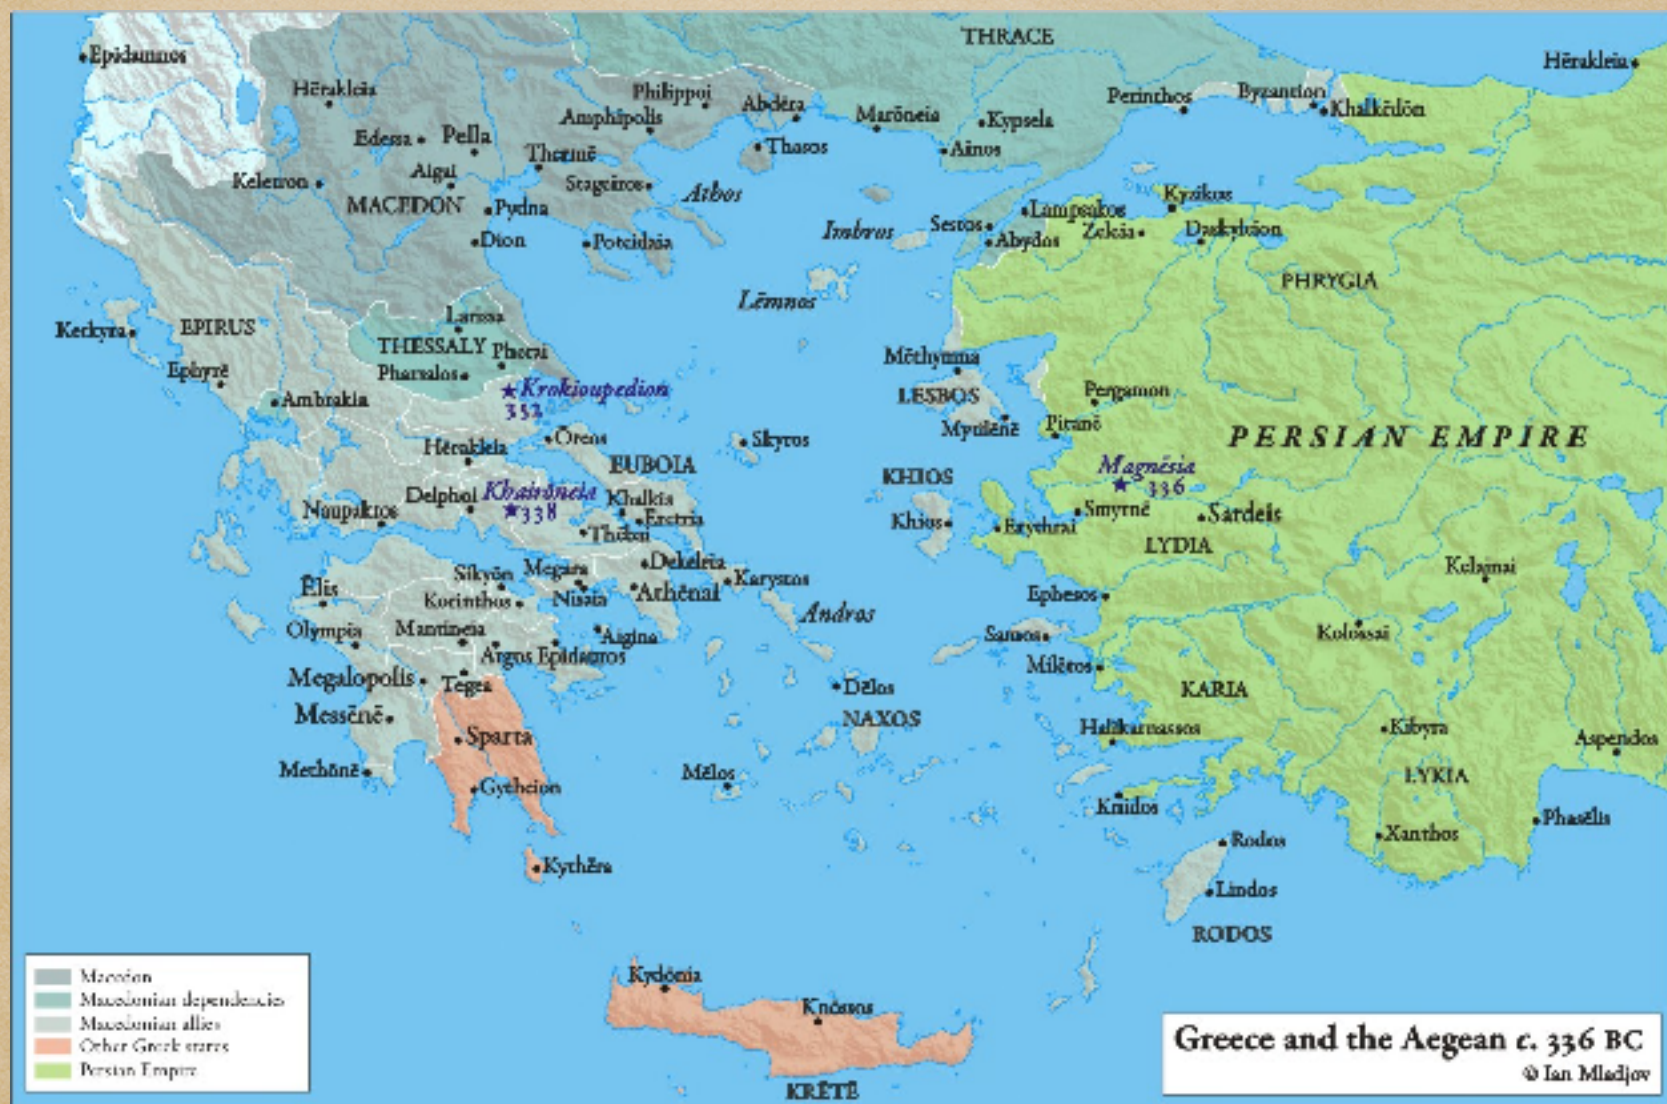 THRACE
Epidamnos
Hērakleia
Hērakleia
Philippoi
Abdēra
Perinthos
Byzantion
Khalkēdōn
Amphipolis
Marōneia
Kypsela
Edessa
Pella
Thasos
Ainos
Thermē
Aigai
Keletron
Stageiros
Athos
MACEDON
Pydna
Kyzikos
Lampsakos
Imbros
Sestos
Zeleia
Daskyleion
Dion
Poteidaia
Abydos
PHRYGIA
Lēmnos
Larissa
Kerkyra
EPIRUS
THESSALY
Pherai
Mēthymna
Ephyrē
Pharsalos
Krokioupedion
352
Ambrakia
LESBOS
Pergamon
Pitanē
Mytilēnē
Ōreos
Skyros
PERSIAN EMPIRE
Hērakleia
EUBOIA
Magnēsia
336
KHIOS
Delphoi
Khairōneia
338
Khalkis
Naupaktos
Eretria
Khios
Erythrai
Smyrnē
Sardeis
Thēbai
LYDIA
Dekeleia
Kelainai
Sikyōn
Megara
Karystos
Ēlis
Korinthos
Nisaia
Athēnai
Ephesos
Andros
Olympia
Mantineia
Aigina
Samos
Kolossai
Argos
Epidauros
Milētos
Megalopolis
Tegea
Dēlos
KARIA
Messēnē
NAXOS
Halikarnassos
Kibyra
Sparta
Aspendos
Methōnē
Mēlos
LYKIA
Gytheion
Knidos
Phasēlis
Rodos
Xanthos
Kythēra
Lindos
RODOS
Kydōnia
Knōssos
KRĒTĒ
Macedon
Macedonian dependencies
Macedonian allies
Other Greek states
Persian Empire
Greece and the Aegean c. 336 BC
© Ian Mladjov